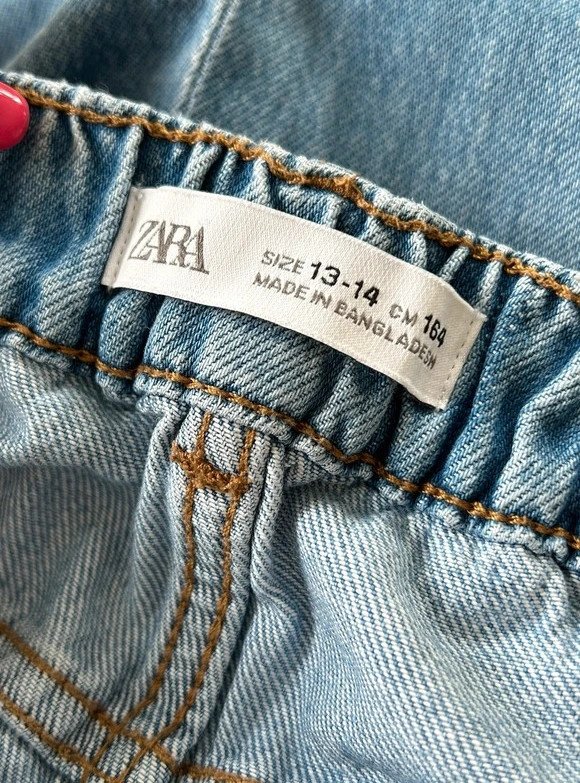 ZARA
SIZE 13-14 CM 164
MADE IN BANGLADESH